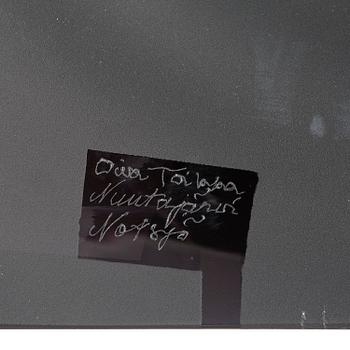 Oiva Toikka
Nuutajärvi
Notsjö